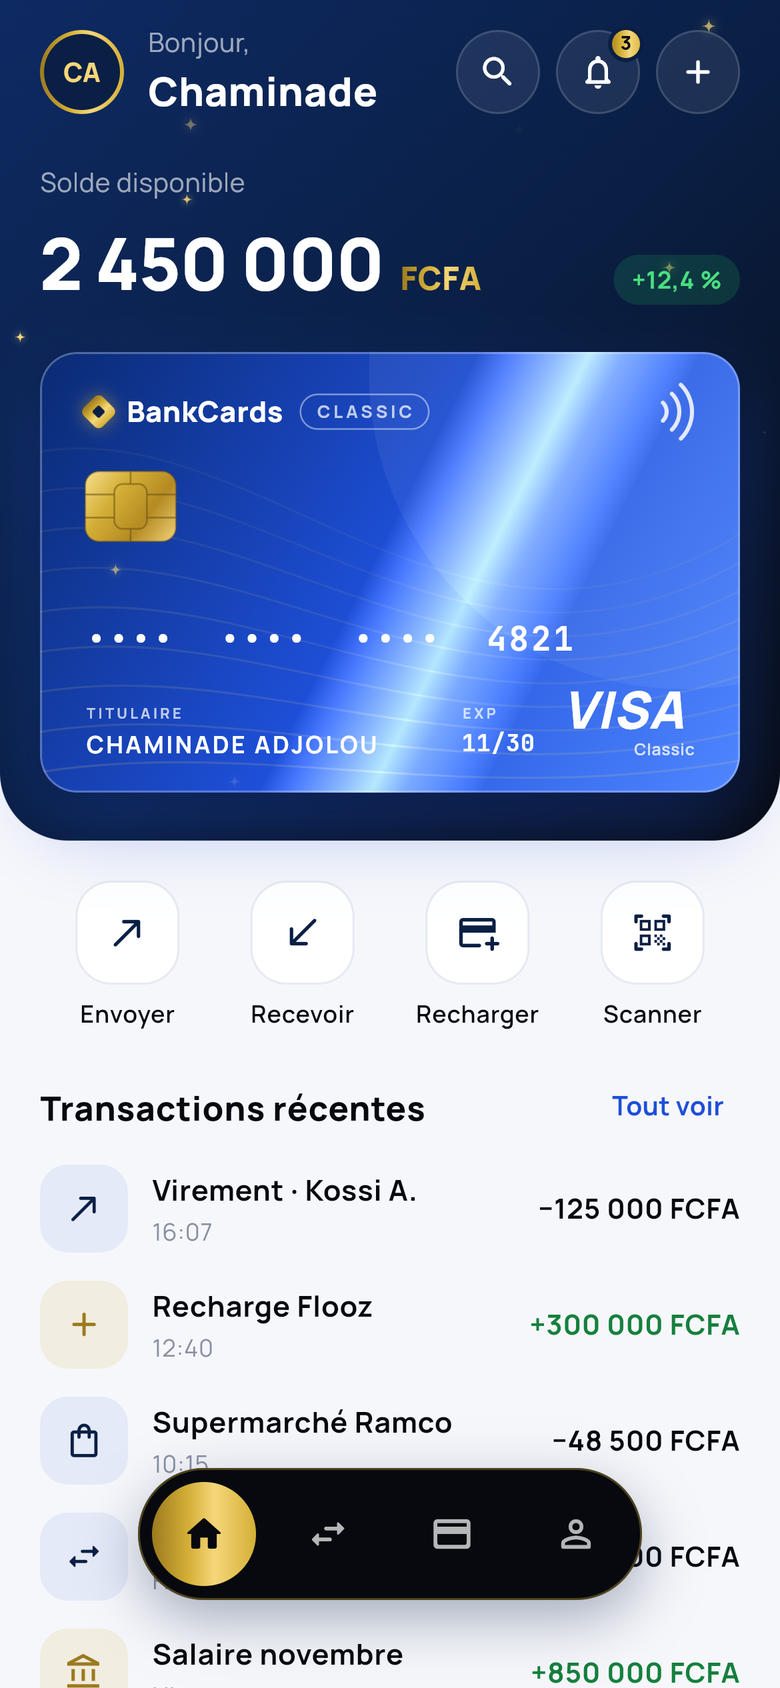 CA
Bonjour,
Chaminade
3
Solde disponible
2 450 000 FCFA
+12,4 %
BankCards CLASSIC
•••• •••• •••• 4821
TITULAIRE
CHAMINADE ADJOLOU
EXP
11/30
VISA
Classic
Envoyer
Recevoir
Recharger
Scanner
Transactions récentes
Tout voir
Virement · Kossi A.
16:07
−125 000 FCFA
Recharge Flooz
12:40
+300 000 FCFA
Supermarché Ramco
10:15
−48 500 FCFA
FCFA
Salaire novembre
+850 000 FCFA